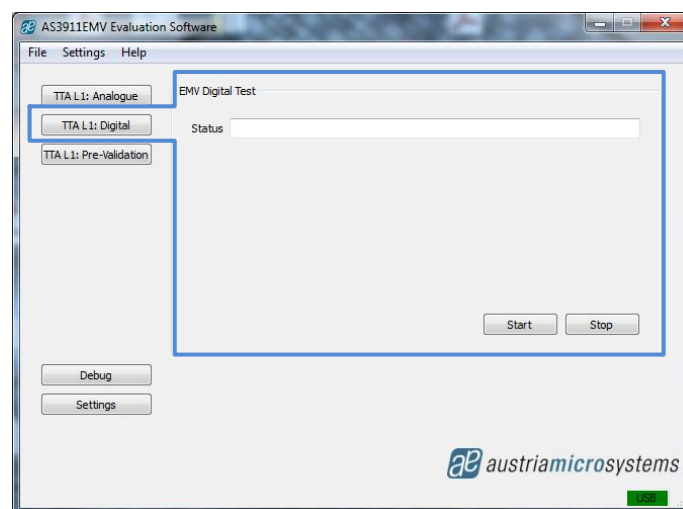 AS3911EMV Evaluation Software
File Settings Help
TTA L1: Analogue
TTA L1: Digital
TTA L1: Pre-Validation
EMV Digital Test
Status
Start Stop
Debug
Settings
austriamicrosystems
USB